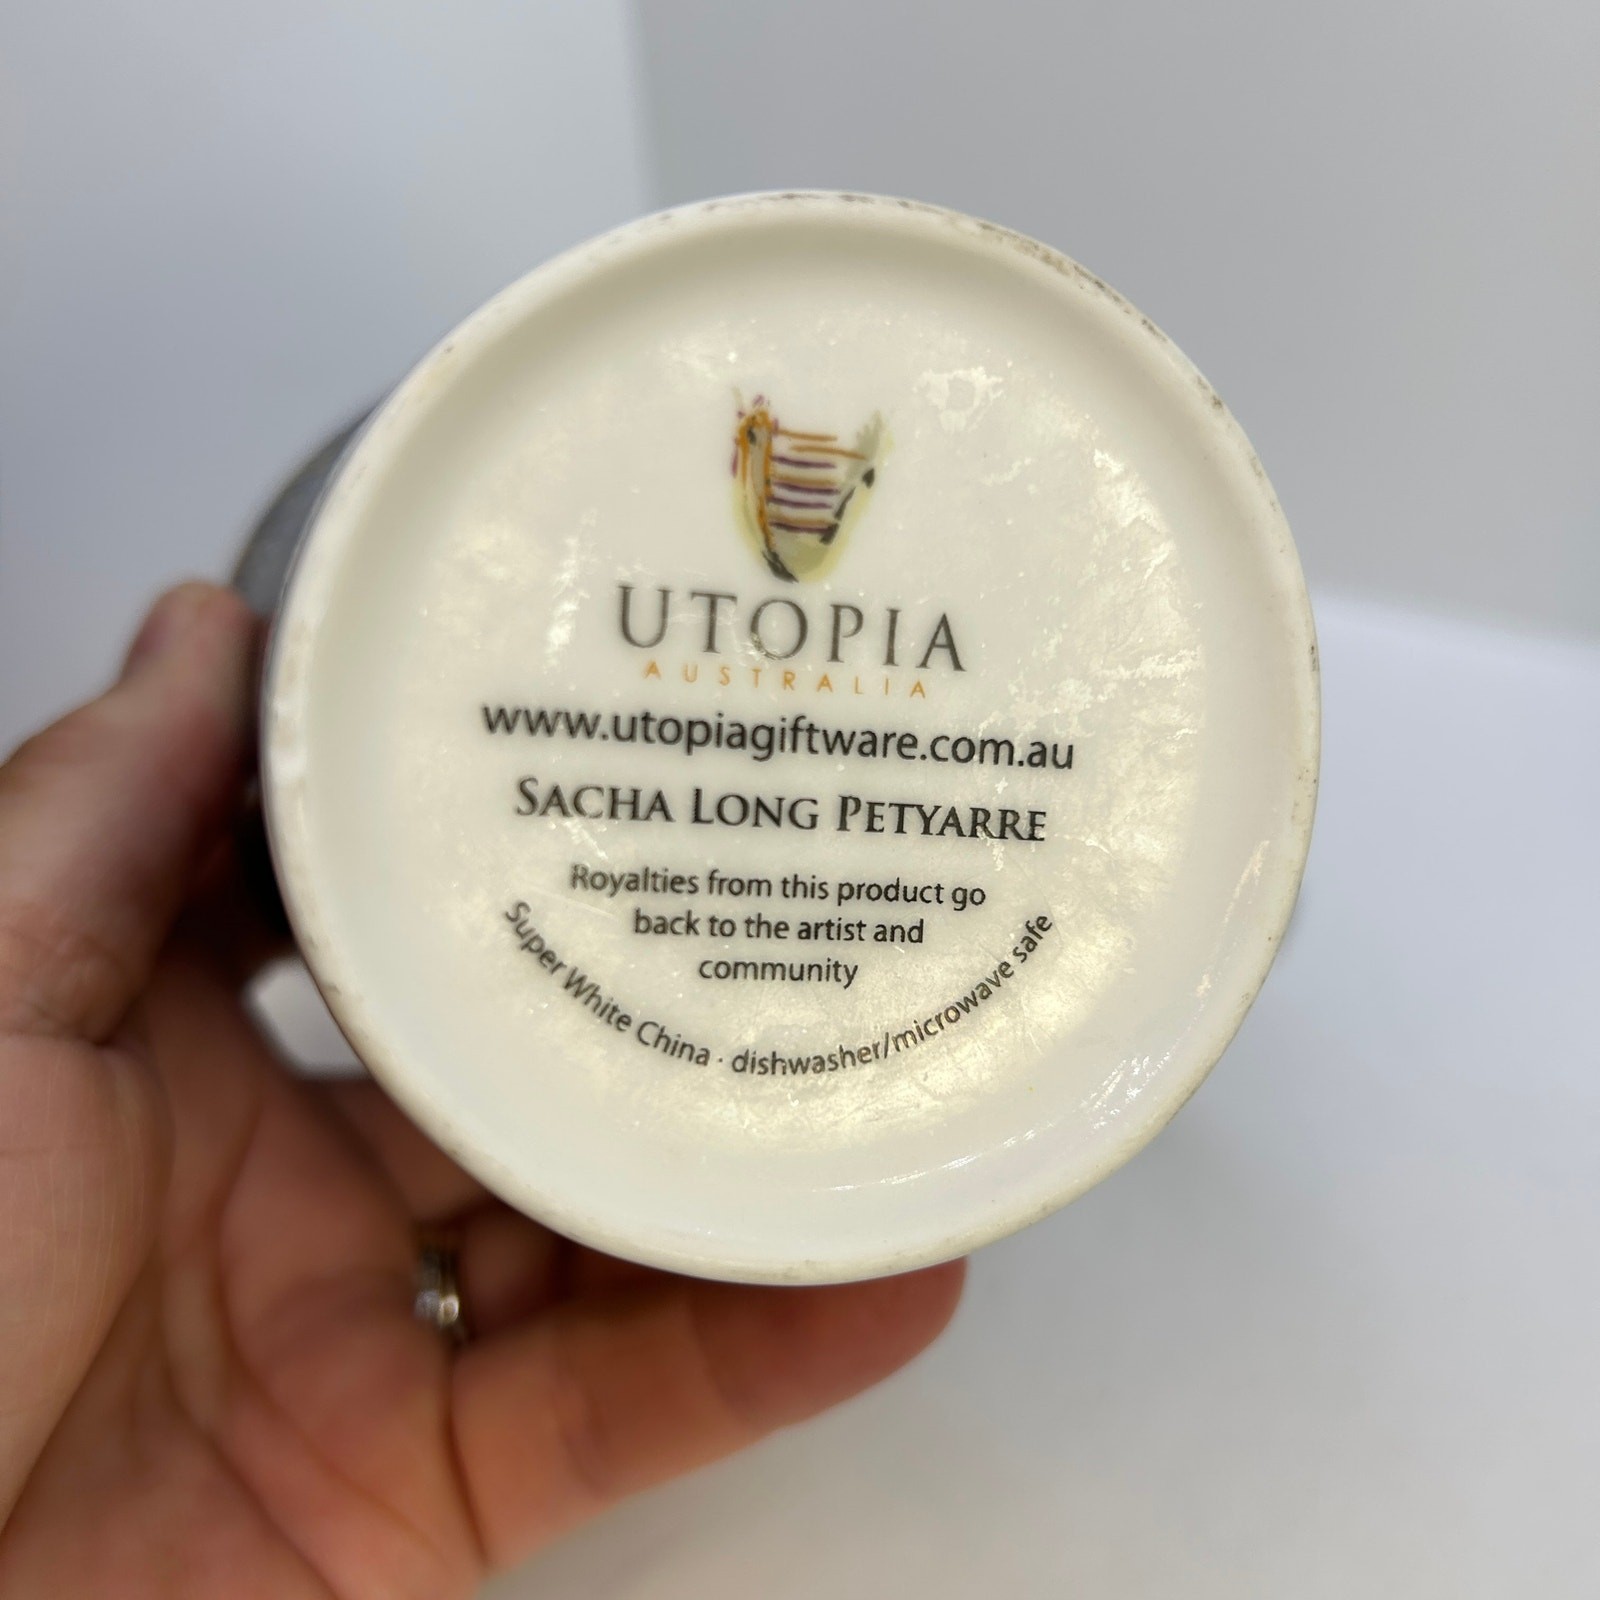 UTOPIA
AUSTRALIA
www.utopiagiftware.com.au
SACHA LONG PETYARRE
Royalties from this product go
back to the artist and
community
Super White China · dishwasher/microwave safe